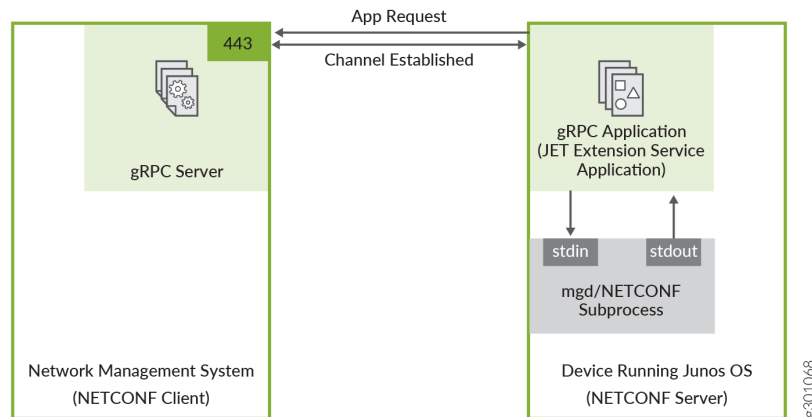 App Request
443
Channel Established
gRPC Server
gRPC Application
(JET Extension Service
Application)
stdin
stdout
mgd/NETCONF
Subprocess
Network Management System
(NETCONF Client)
Device Running Junos OS
(NETCONF Server)
g301068